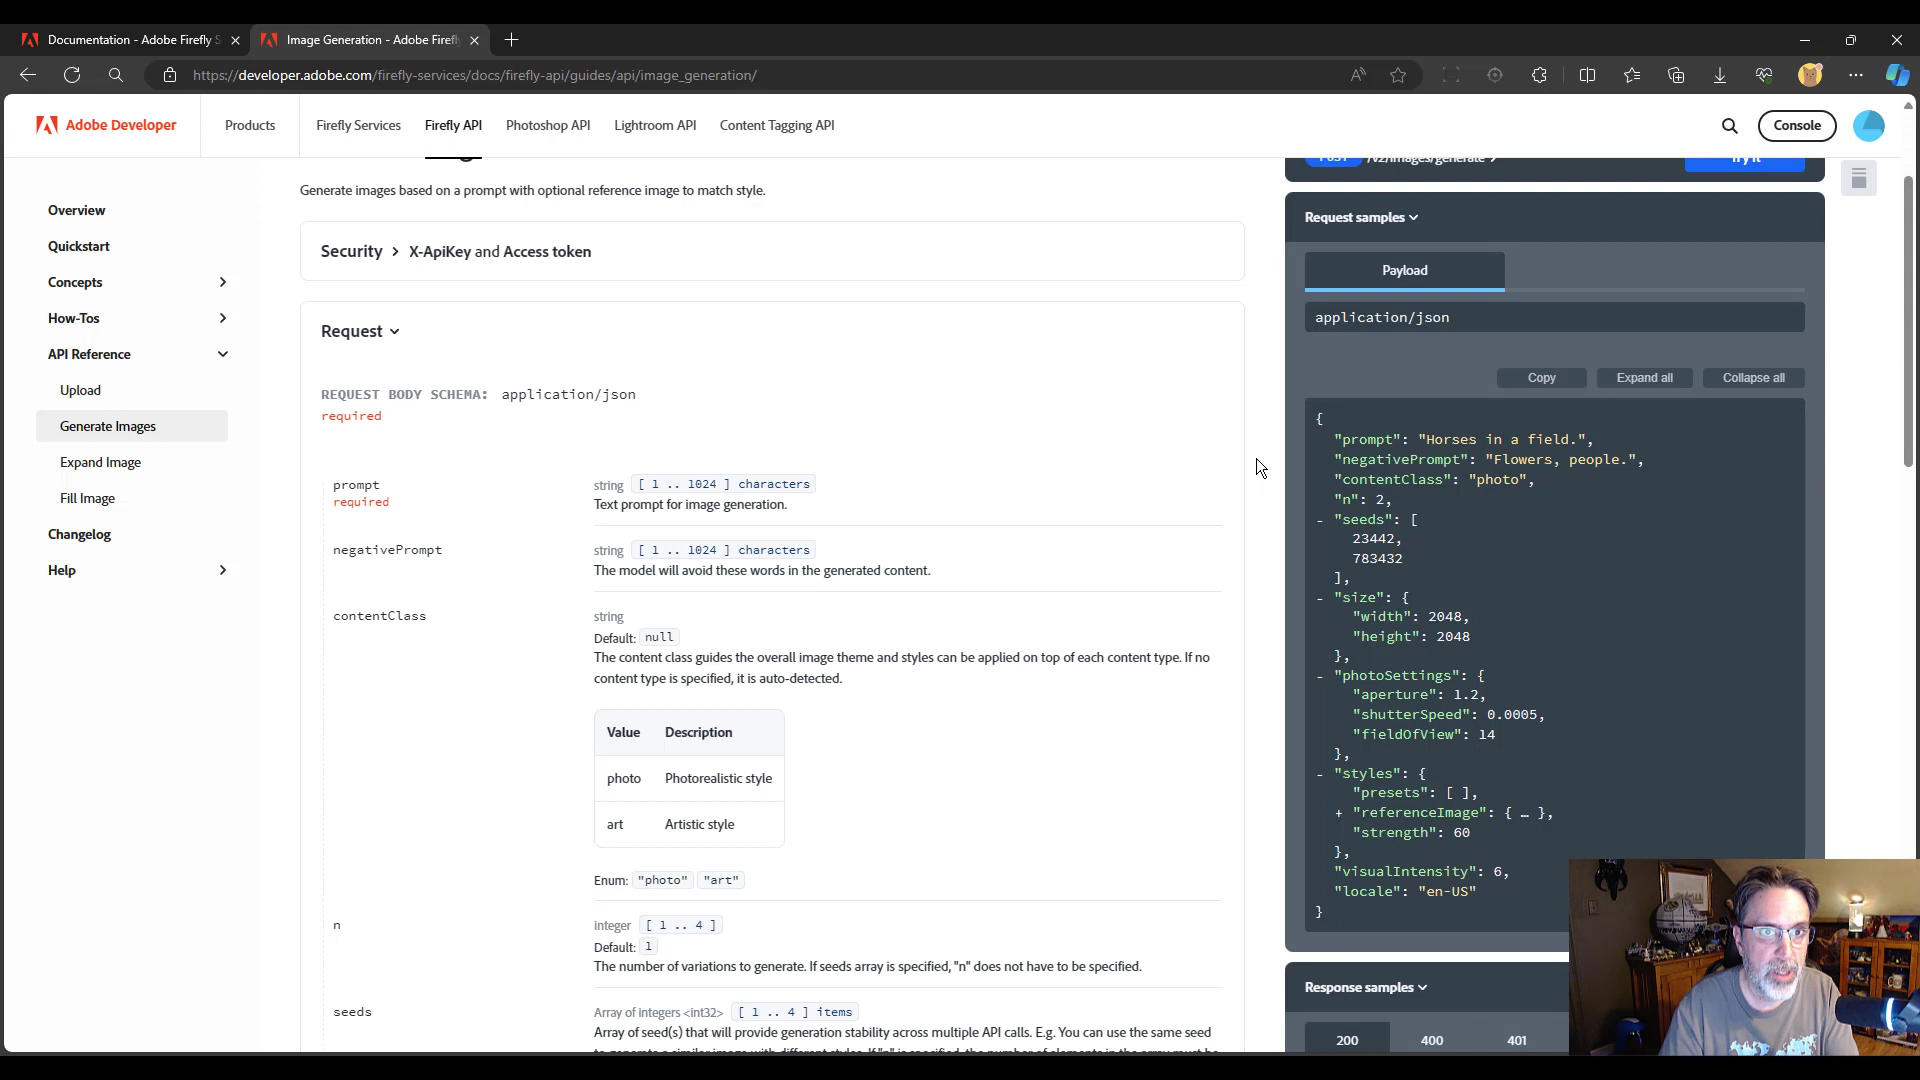 Documentation - Adobe Firefly S
Image Generation - Adobe Firefl
https://developer.adobe.com/firefly-services/docs/firefly-api/guides/api/image_generation/
Adobe Developer
Products
Firefly Services
Firefly API
Photoshop API
Lightroom API
Content Tagging API
Console
Overview
Quickstart
Concepts
How-Tos
API Reference
Upload
Generate Images
Expand Image
Fill Image
Changelog
Help
Generate images based on a prompt with optional reference image to match style.
Security > X-ApiKey and Access token
Request
REQUEST BODY SCHEMA: application/json
required
prompt
required
string [ 1 .. 1024 ] characters
Text prompt for image generation.
negativePrompt
string [ 1 .. 1024 ] characters
The model will avoid these words in the generated content.
contentClass
string
Default: null
The content class guides the overall image theme and styles can be applied on top of each content type. If no
content type is specified, it is auto-detected.
Value Description
photo Photorealistic style
art Artistic style
Enum: "photo" "art"
n
integer [ 1 .. 4 ]
Default: 1
The number of variations to generate. If seeds array is specified, "n" does not have to be specified.
seeds
Array of integers <int32> [ 1 .. 4 ] items
Array of seed(s) that will provide generation stability across multiple API calls. E.g. You can use the same seed
POST /v2/images/generate
Try it
Request samples
Payload
application/json
Copy
Expand all
Collapse all
{
"prompt": "Horses in a field.",
"negativePrompt": "Flowers, people.",
"contentClass": "photo",
"n": 2,
- "seeds": [
23442,
783432
],
- "size": {
"width": 2048,
"height": 2048
},
- "photoSettings": {
"aperture": 1.2,
"shutterSpeed": 0.0005,
"fieldOfView": 14
},
- "styles": {
"presets": [ ],
+ "referenceImage": { … },
"strength": 60
},
"visualIntensity": 6,
"locale": "en-US"
}
Response samples
200
400
401